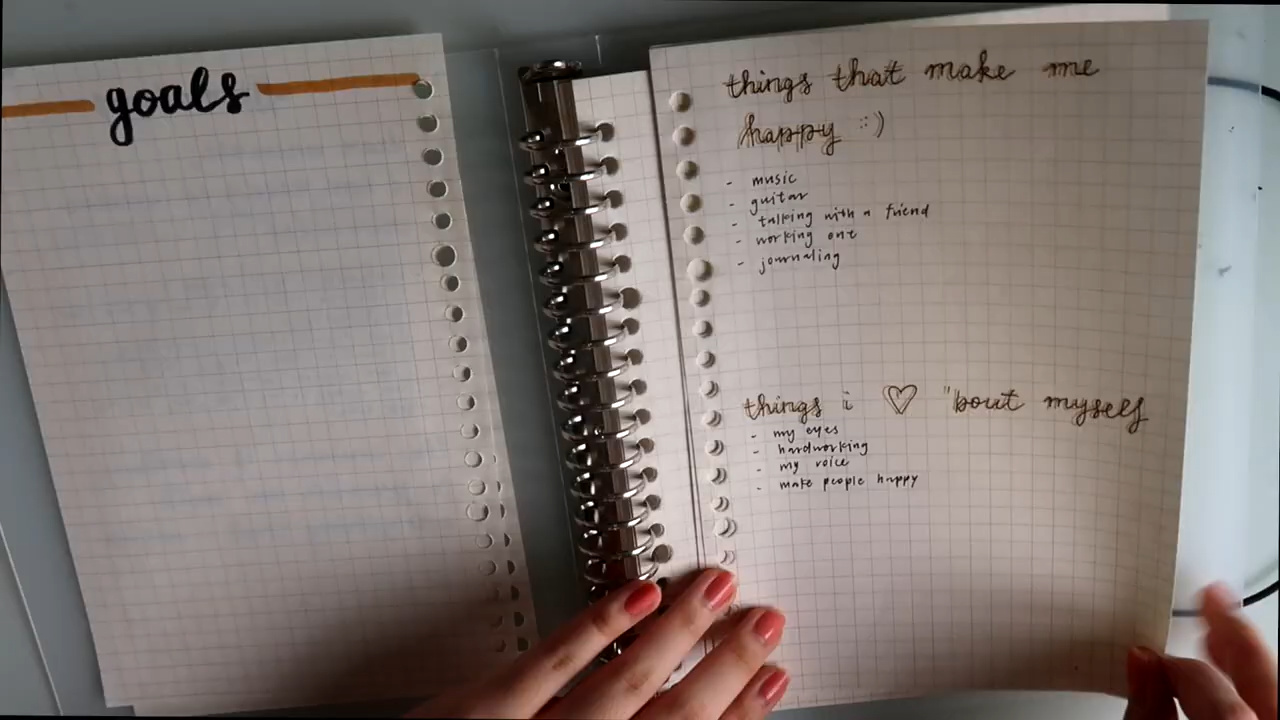 goals
things that make me
happy :)
- music
- guitar
- talking with a friend
- working out
- journaling
things i ♡ "bout myself
- my eyes
- hardworking
- my voice
- make people happy